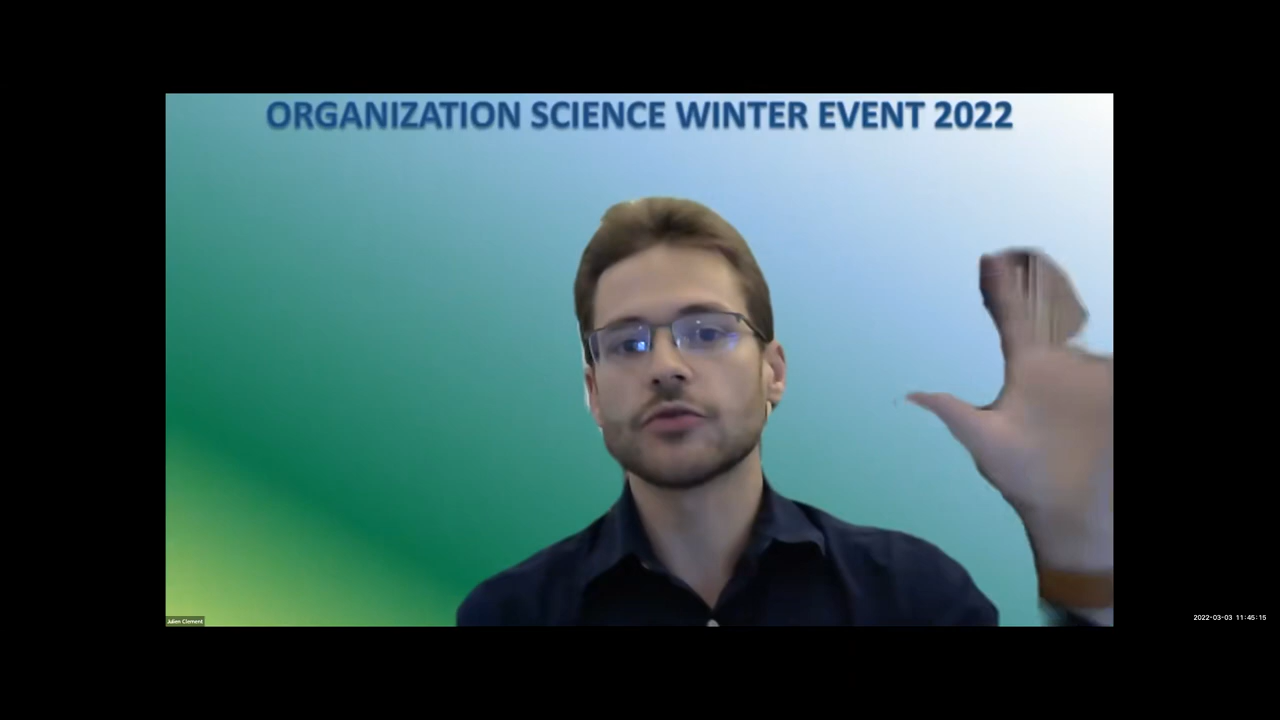 ORGANIZATION SCIENCE WINTER EVENT 2022
Julien Clement
2022-03-03 11:45:15